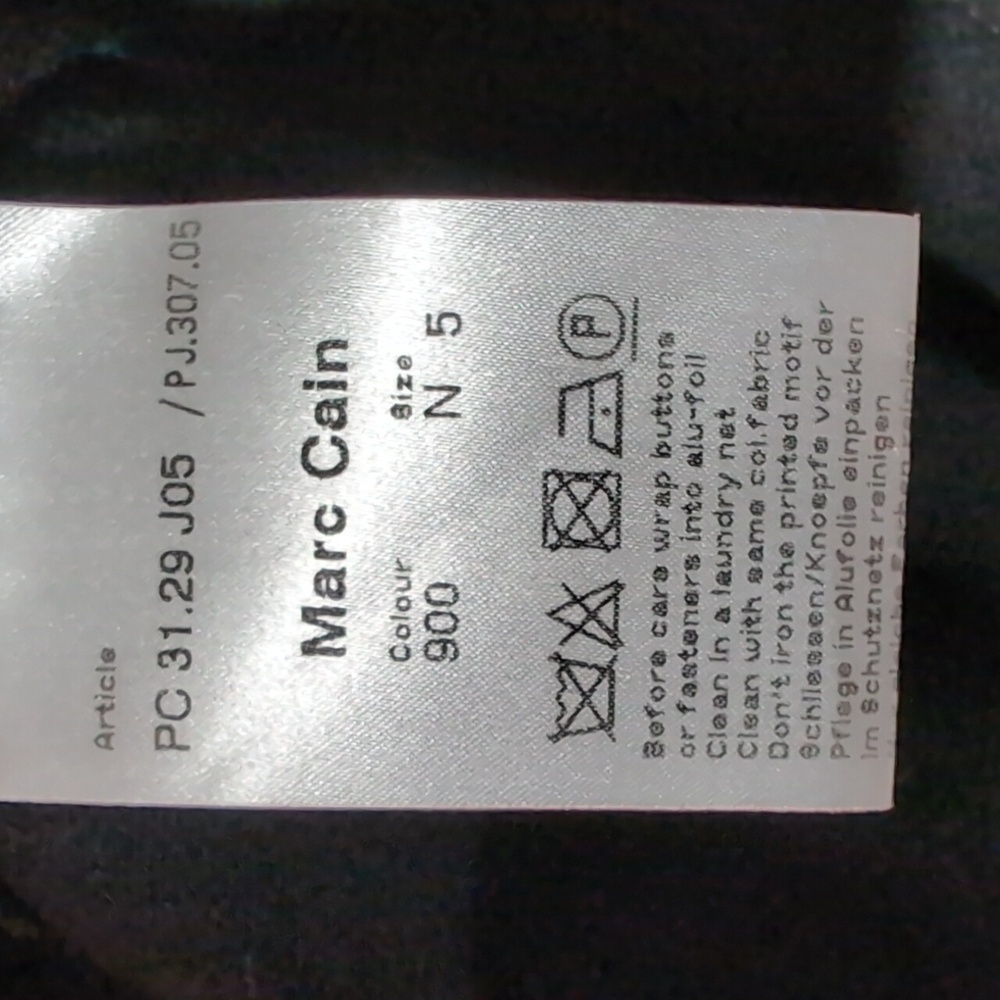 Article
PC 31.29 J05 / PJ.307.05
Marc Cain
Colour Size
900 N 5
P
Before care wrap buttons
or fasteners into alu-foil
Clean in a laundry net
Clean with same col.fabric
Don't iron the printed motif
Schliessen/Knoepfe vor der
Pflege in Alufolie einpacken
Im Schutznetz reinigen